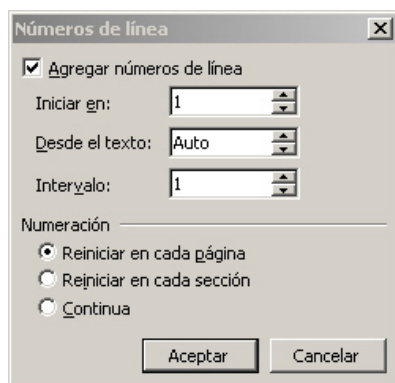 Números de línea
Agregar números de línea
Iniciar en: 1
Desde el texto: Auto
Intervalo: 1
Numeración
Reiniciar en cada página
Reiniciar en cada sección
Continua
Aceptar Cancelar